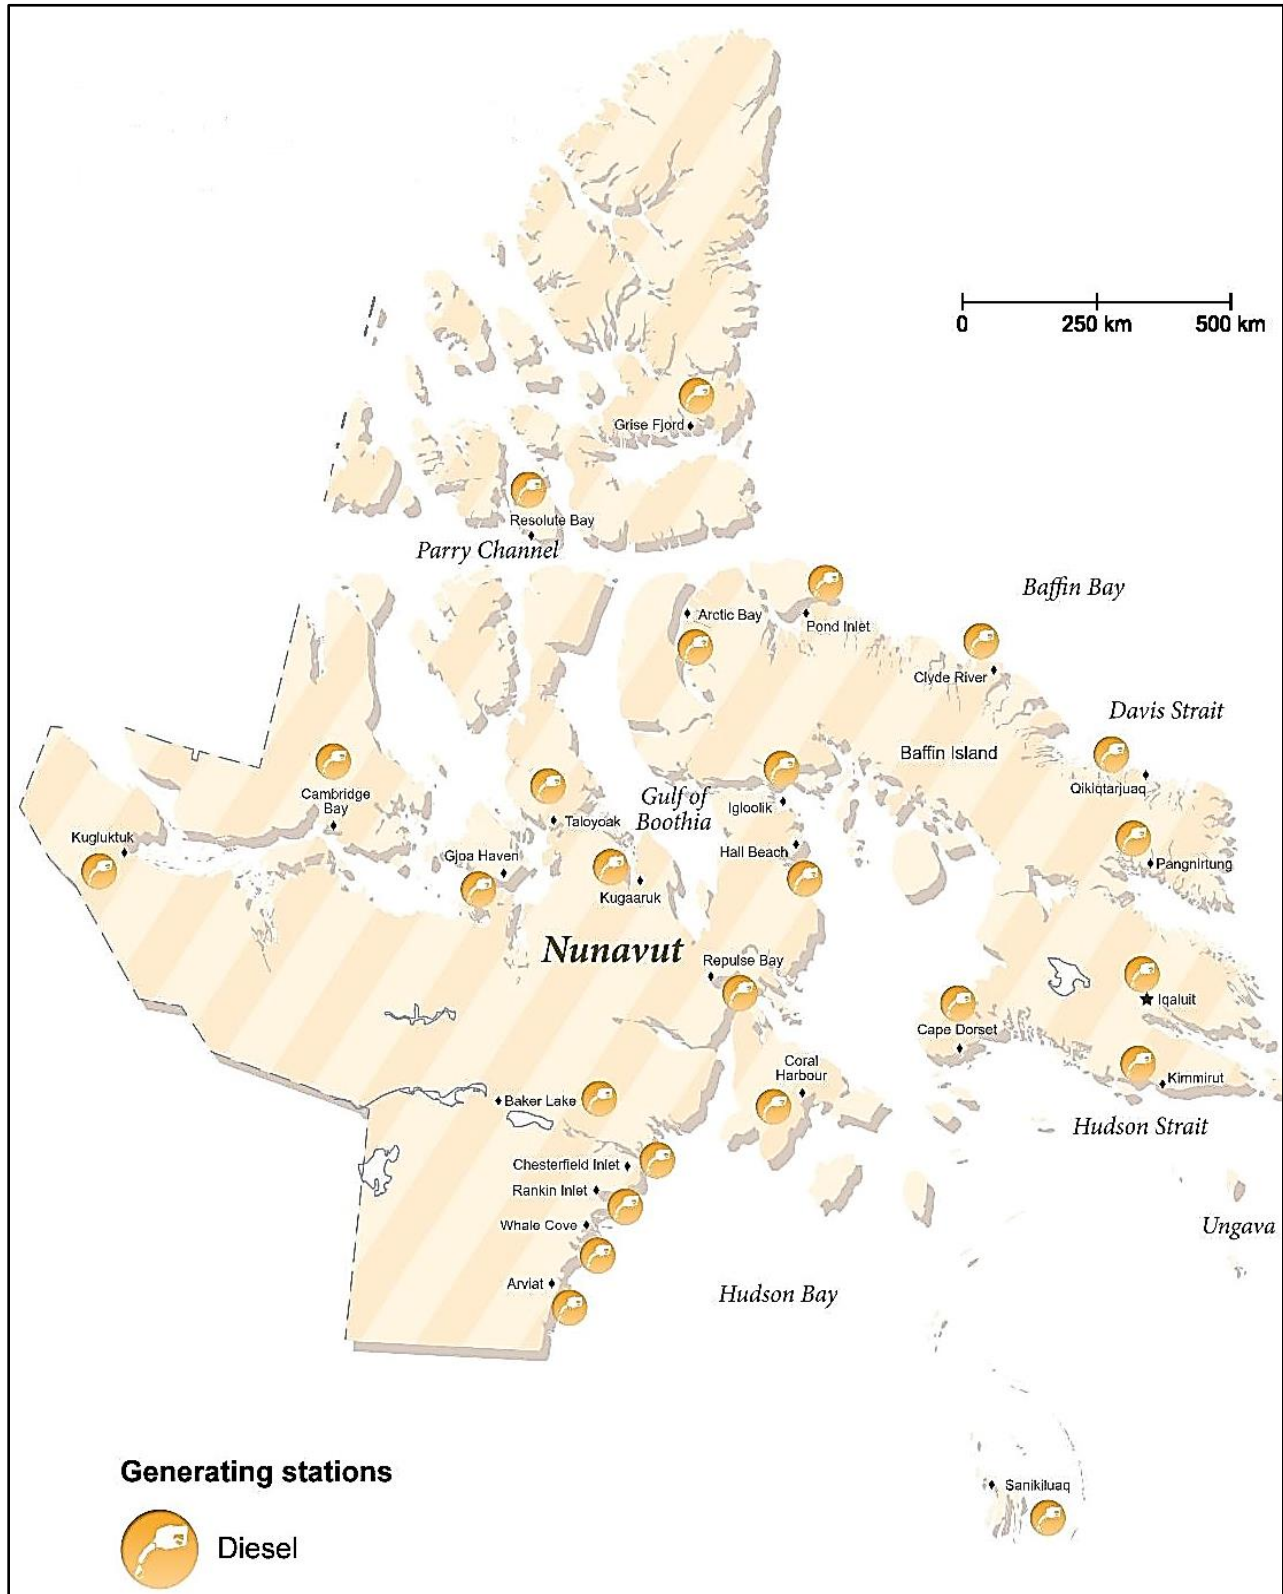 0
250 km
500 km
Grise Fjord
Resolute Bay
Parry Channel
Baffin Bay
Arctic Bay
Pond Inlet
Clyde River
Davis Strait
Baffin Island
Qikiqtarjuaq
Cambridge
Bay
Gulf of
Boothia
Igloolik
Taloyoak
Kugluktuk
Hall Beach
Gjoa Haven
Pangnirtung
Kugaaruk
Nunavut
Repulse Bay
Iqaluit
Cape Dorset
Coral
Harbour
Kimmirut
Baker Lake
Hudson Strait
Chesterfield Inlet
Rankin Inlet
Whale Cove
Ungava
Arviat
Hudson Bay
Generating stations
Sanikiluaq
Diesel